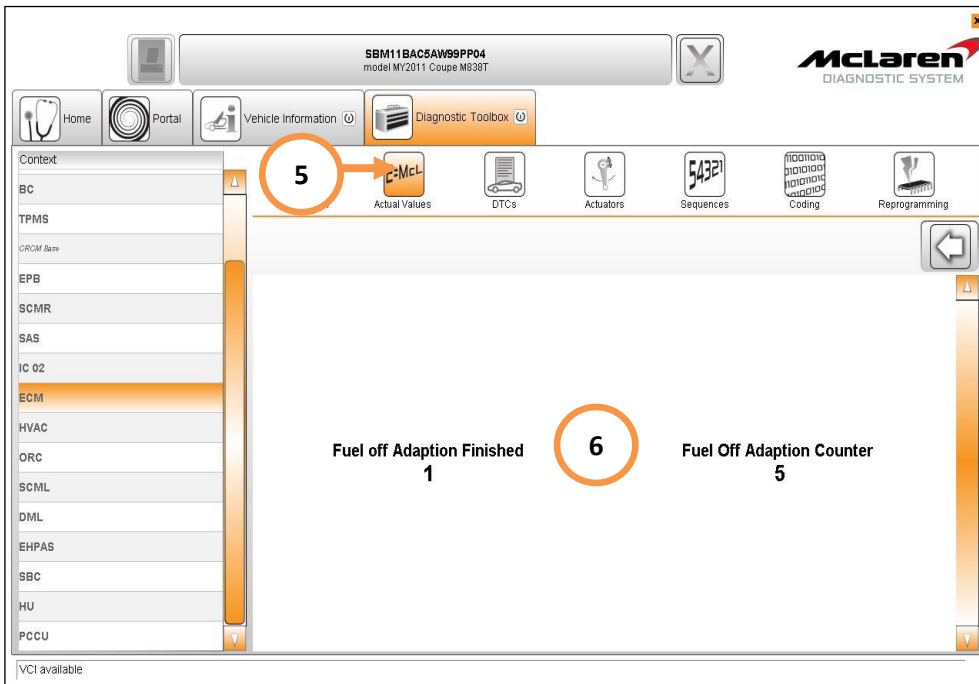 SBM11BAC5AW99PP04
model MY2011 Coupe M838T
McLaren
DIAGNOSTIC SYSTEM
Home
Portal
Vehicle Information
Diagnostic Toolbox
Context
BC
TPMS
CRCM Base
EPB
SCMR
SAS
IC 02
ECM
HVAC
ORC
SCML
DML
EHPAS
SBC
HU
PCCU
5
Actual Values
DTCs
Actuators
54321
Sequences
Coding
Reprogramming
Fuel off Adaption Finished
1
6
Fuel Off Adaption Counter
5
VCI available